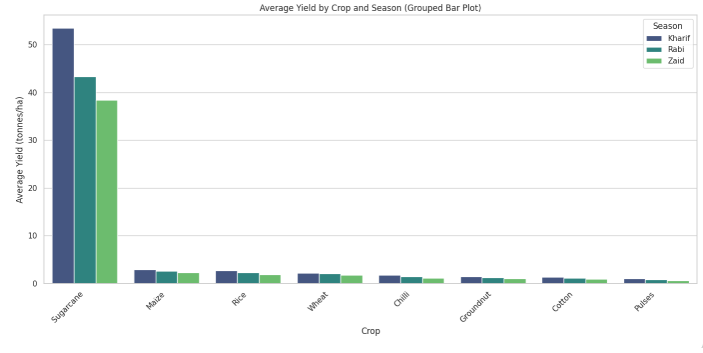 Average Yield by Crop and Season (Grouped Bar Plot)
Season
Kharif
Rabi
Zaid
Average Yield (tonnes/ha)
50
40
30
20
10
0
Sugarcane
Maize
Rice
Wheat
Chilli
Groundnut
Cotton
Pulses
Crop